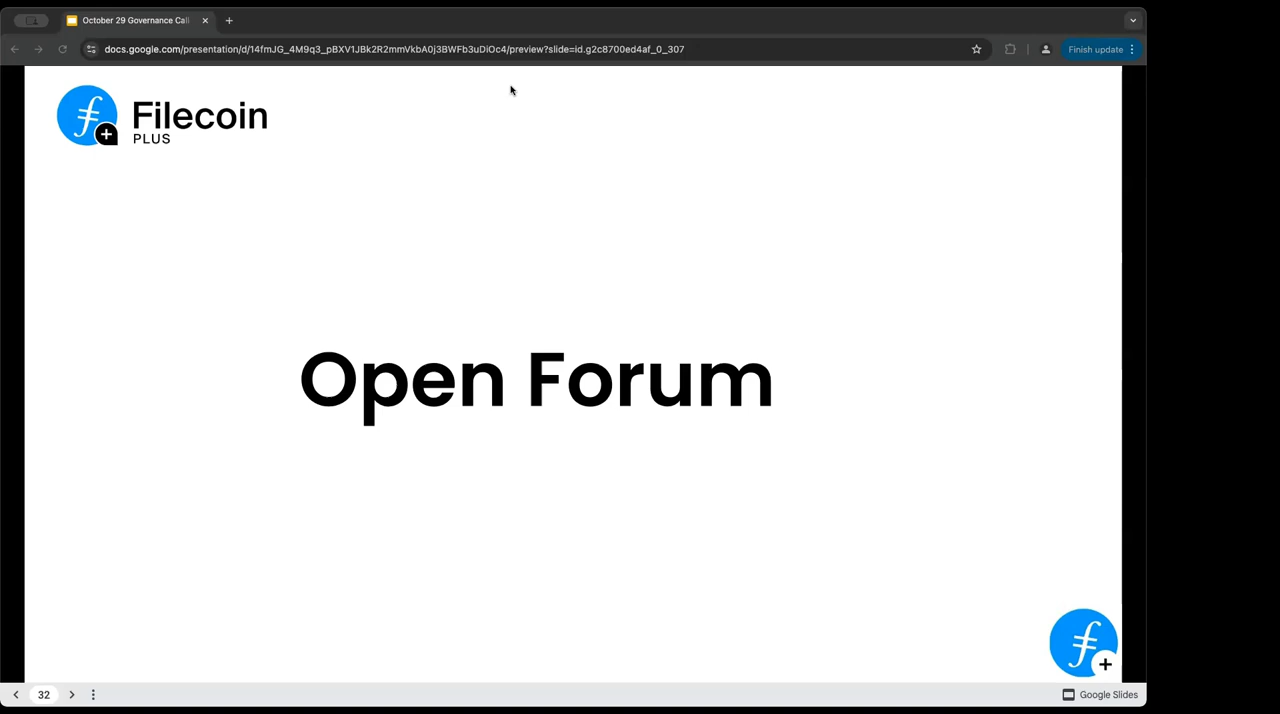 October 29 Governance Call
docs.google.com/presentation/d/14fmJG_4M9q3_pBXV1JBk2R2mmVkbA0j3BWFb3uDiOc4/preview?slide=id.g2c8700ed4af_0_307
Finish update
Filecoin
PLUS
Open Forum
32
Google Slides